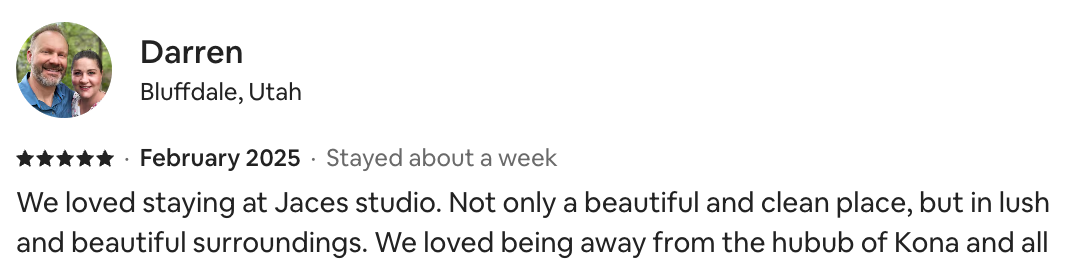 Darren
Bluffdale, Utah
★★★★★ · February 2025 · Stayed about a week
We loved staying at Jaces studio. Not only a beautiful and clean place, but in lush
and beautiful surroundings. We loved being away from the hubub of Kona and all